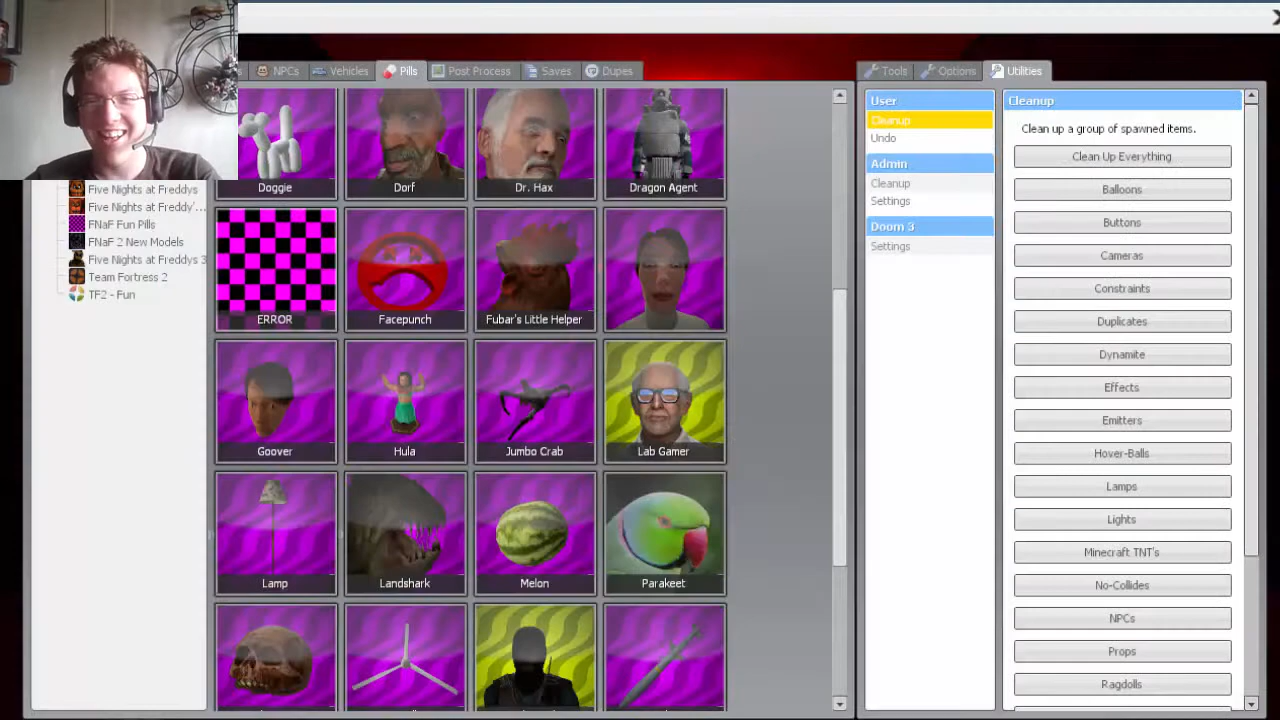 NPCs
Vehicles
Pills
Post Process
Saves
Dupes
Tools
Options
Utilities
Five Nights at Freddys
Five Nights at Freddy'...
FNaF Fun Pills
FNaF 2 New Models
Five Nights at Freddys 3
Team Fortress 2
TF2 - Fun
Doggie
Dorf
Dr. Hax
Dragon Agent
ERROR
Facepunch
Fubar's Little Helper
Goover
Hula
Jumbo Crab
Lab Gamer
Lamp
Landshark
Melon
Parakeet
User
Cleanup
Undo
Admin
Cleanup
Settings
Doom 3
Settings
Cleanup
Clean up a group of spawned items.
Clean Up Everything
Balloons
Buttons
Cameras
Constraints
Duplicates
Dynamite
Effects
Emitters
Hover-Balls
Lamps
Lights
Minecraft TNT's
No-Collides
NPCs
Props
Ragdolls